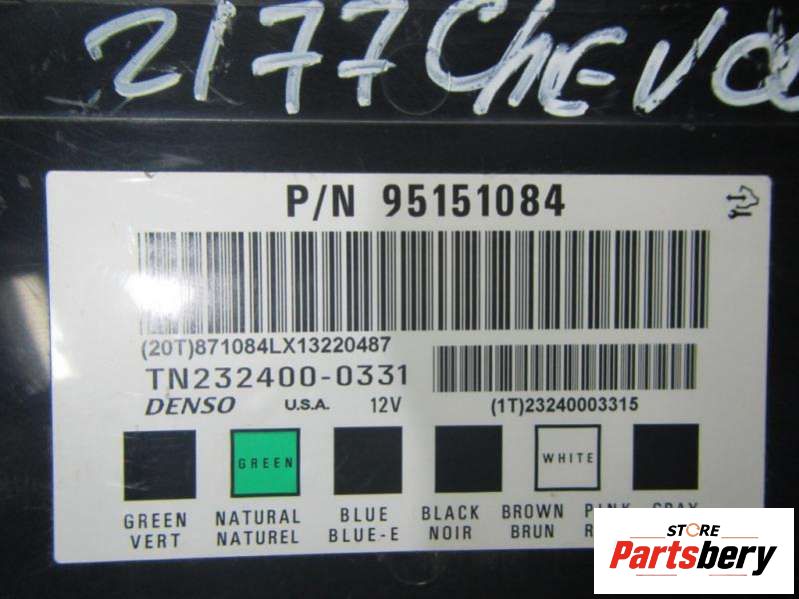 2177 CHEVO
P/N 95151084
(20T)871084LX13220487
TN232400-0331
(1T)23240003315
DENSO U.S.A. 12V
GREEN WHITE
GREEN NATURAL BLUE BLACK BROWN
VERT NATUREL BLUE-E NOIR BRUN
STORE
Partsbery